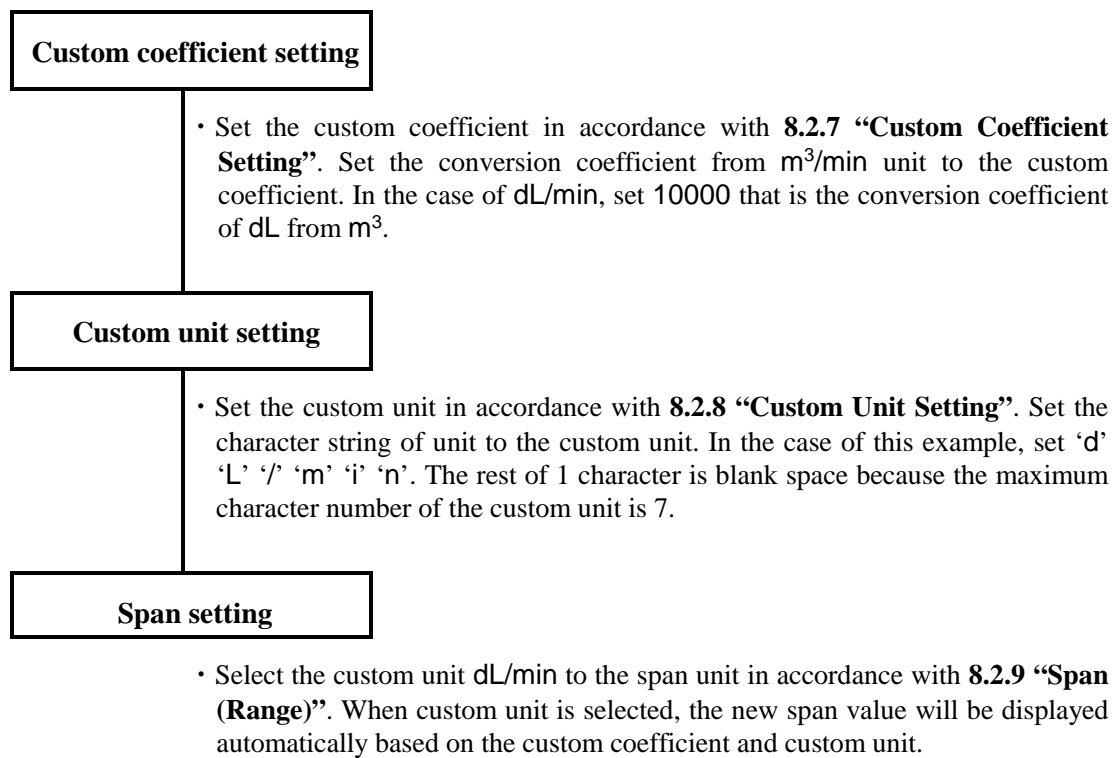 Custom coefficient setting
・Set the custom coefficient in accordance with 8.2.7 “Custom Coefficient
Setting”. Set the conversion coefficient from m³/min unit to the custom
coefficient. In the case of dL/min, set 10000 that is the conversion coefficient
of dL from m³.
Custom unit setting
・Set the custom unit in accordance with 8.2.8 “Custom Unit Setting”. Set the
character string of unit to the custom unit. In the case of this example, set ‘d’
‘L’ ‘/’ ‘m’ ‘i’ ‘n’. The rest of 1 character is blank space because the maximum
character number of the custom unit is 7.
Span setting
・Select the custom unit dL/min to the span unit in accordance with 8.2.9 “Span
(Range)”. When custom unit is selected, the new span value will be displayed
automatically based on the custom coefficient and custom unit.